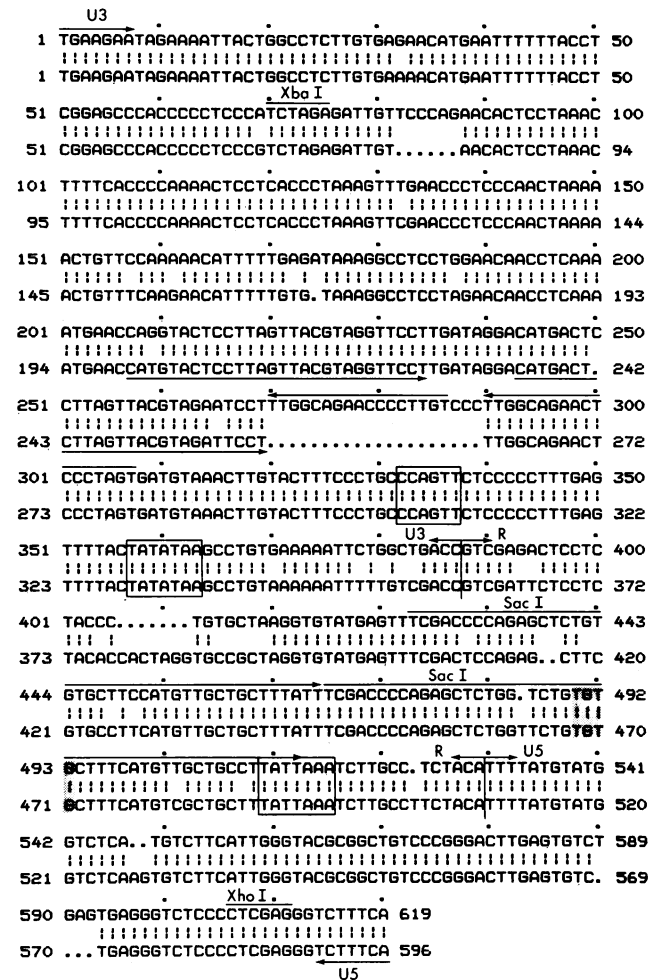 U3
1 TGAAGAATAGAAAATTACTGGCCTCTTGTGAGAACATGAATTTTTTACCT 50
1 TGAAGAATAGAAAATTACTGGCCTCTTGTGAAAACATGAATTTTTTACCT 50
Xba I
51 CGGAGCCCACCCCCTCCCATCTAGAGATTGTTCCCAGAACACTCCTAAAC 100
51 CGGAGCCCACCCCCTCCCGTCTAGAGATTGT......AACACTCCTAAAC 94
101 TTTTCACCCCAAAACTCCTCACCCTAAAGTTTGAACCCTCCCAACTAAAA 150
95 TTTTCACCCCAAAACTCCTCACCCTAAAGTTCGAACCCTCCCAACTAAAA 144
151 ACTGTTCCAAAAACATTTTTGAGATAAAGGCCTCCTGGAACAACCTCAAA 200
145 ACTGTTTCAAGAACATTTTTGTG.TAAAGGCCTCCTAGAACAACCTCAAA 193
201 ATGAACCAGGTACTCCTTAGTTACGTAGGTTCCTTGATAGGACATGACTC 250
194 ATGAACCATGTACTCCTTAGTTACGTAGGTTCCTTGATAGGACATGACT. 242
251 CTTAGTTACGTAGAATCCTTTGGCAGAACCCCTTGTCCCTTGGCAGAACT 300
243 CTTAGTTACGTAGATTCCT....................TTGGCAGAACT 272
301 CCCTAGTGATGTAAACTTGTACTTTCCCTGCCCAGTTCTCCCCCTTTGAG 350
273 CCCTAGTGATGTAAACTTGTACTTTCCCTGCCCAGTTCTCCCCCTTTGAG 322
351 TTTTACTATATAAGCCTGTGAAAAATTCTGGCTGACCGTCGAGACTCCTC 400
U3 R
323 TTTTACTATATAAGCCTGTAAAAAATTTTTGTCGACCGTCGATTCTCCTC 372
401 TACCC.......TGTGCTAAGGTGTATGAGTTTCGACCCCAGAGCTCTGT 443
Sac I
373 TACACCACTAGGTGCCGCTAGGTGTATGAGTTTCGACTCCAGAG..CTTC 420
444 GTGCTTCCATGTTGCTGCTTTATTTCGACCCCAGAGCTCTGG.TCTGTGT 492
Sac I
421 GTGCCTTCATGTTGCTGCTTTATTTCGACCCCAGAGCTCTGGTTCTGTGT 470
493 GCTTTCATGTTGCTGCCTTATTAAATCTTGCC.TCTACATTTTATGTATG 541
R U5
471 GCTTTCATGTCGCTGCTTTATTAAATCTTGCCTTCTACATTTTATGTATG 520
542 GTCTCA..TGTCTTCATTGGGTACGCGGCTGTCCCGGGACTTGAGTGTCT 589
521 GTCTCAAGTGTCTTCATTGGGTACGCGGCTGTCCCGGGACTTGAGTGTC. 569
Xho I
590 GAGTGAGGGTCTCCCCTCGAGGGTCTTTCA 619
570 ...TGAGGGTCTCCCCTCGAGGGTCTTTCA 596
U5